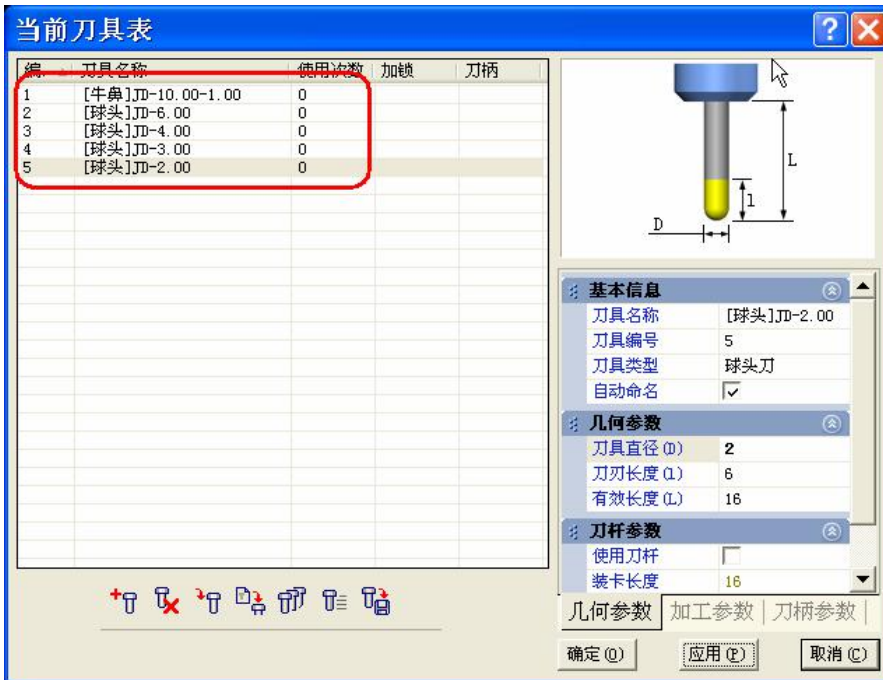 当前刀具表
编. 刀具名称 使用次数 加锁 刀柄
1 [牛鼻]JD-10.00-1.00 0
2 [球头]JD-6.00 0
3 [球头]JD-4.00 0
4 [球头]JD-3.00 0
5 [球头]JD-2.00 0
L
l
D
基本信息
刀具名称 [球头]JD-2.00
刀具编号 5
刀具类型 球头刀
自动命名
几何参数
刀具直径(D) 2
刀刃长度(l) 6
有效长度(L) 16
刀杆参数
使用刀杆
装卡长度 16
几何参数 加工参数 刀柄参数
确定(O) 应用(P) 取消(C)